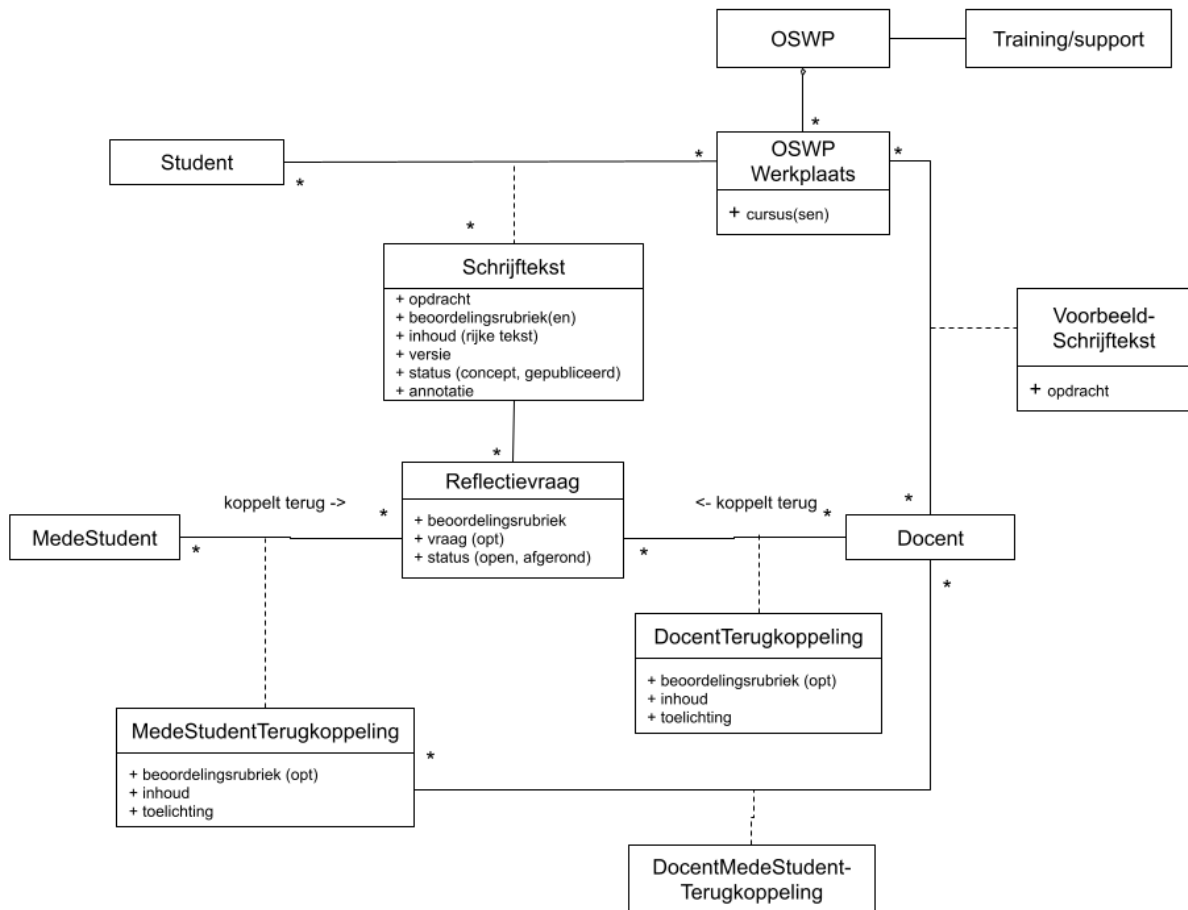 OSWP
Training/support
*
Student
*
*
OSWP
Werkplaats
+ cursus(sen)
*
*
Schrijftekst
+ opdracht
+ beoordelingsrubriek(en)
+ inhoud (rijke tekst)
+ versie
+ status (concept, gepubliceerd)
+ annotatie
Voorbeeld-
Schrijftekst
+ opdracht
*
koppelt terug ->
*
Reflectievraag
+ beoordelingsrubriek
+ vraag (opt)
+ status (open, afgerond)
<- koppelt terug
*
*
MedeStudent
*
*
Docent
*
DocentTerugkoppeling
+ beoordelingsrubriek (opt)
+ inhoud
+ toelichting
MedeStudentTerugkoppeling
+ beoordelingsrubriek (opt)
+ inhoud
+ toelichting
*
DocentMedeStudent-
Terugkoppeling